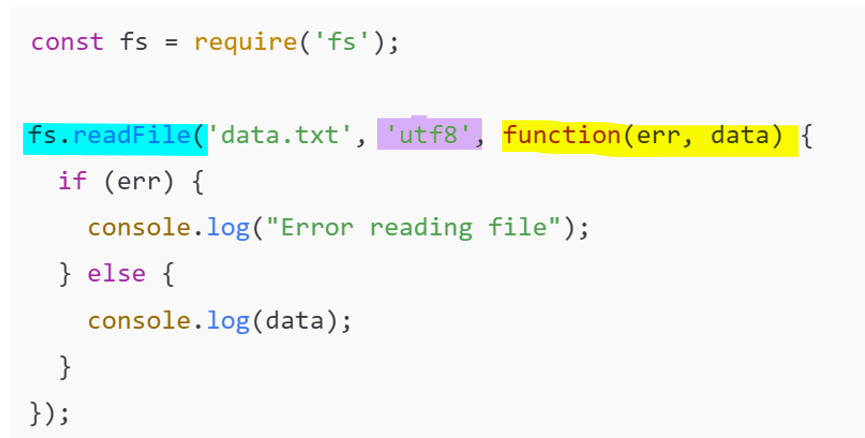 const fs = require('fs');
fs.readFile('data.txt', 'utf8', function(err, data) {
  if (err) {
    console.log("Error reading file");
  } else {
    console.log(data);
  }
});